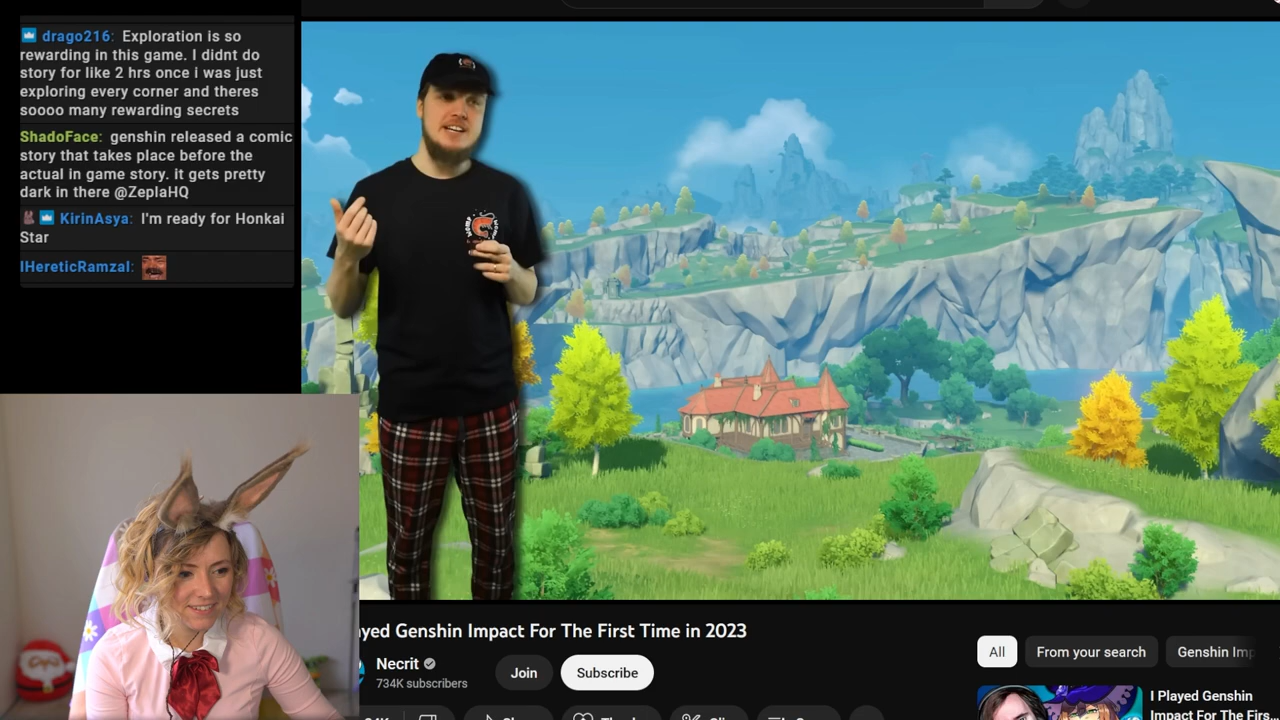 drago216: Exploration is so
rewarding in this game. I didnt do
story for like 2 hrs once i was just
exploring every corner and theres
soooo many rewarding secrets
ShadoFace: genshin released a comic
story that takes place before the
actual in game story. it gets pretty
dark in there @ZeplaHQ
KirinAsya: I'm ready for Honkai
Star
IHereticRamzal:
ayed Genshin Impact For The First Time in 2023
Necrit
734K subscribers
Join
Subscribe
All
From your search
Genshin Imp
I Played Genshin
Impact For The Firs